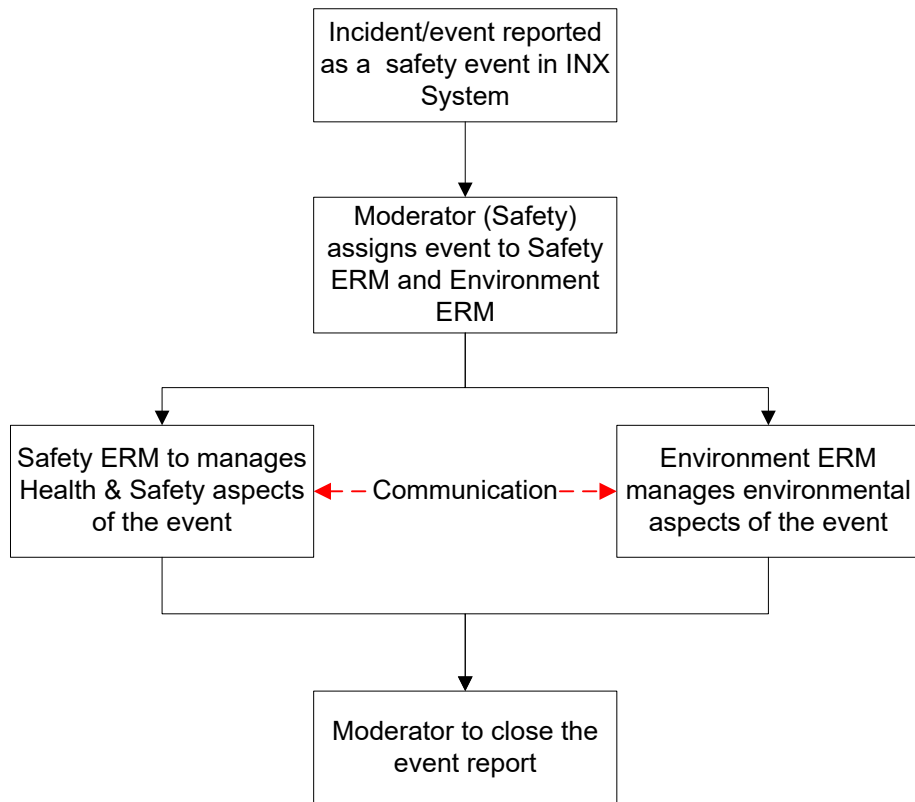 Incident/event reported
as a  safety event in INX
System
Moderator (Safety)
assigns event to Safety
ERM and Environment
ERM
Safety ERM to manages
Health & Safety aspects
of the event
Communication
Environment ERM
manages environmental
aspects of the event
Moderator to close the
event report